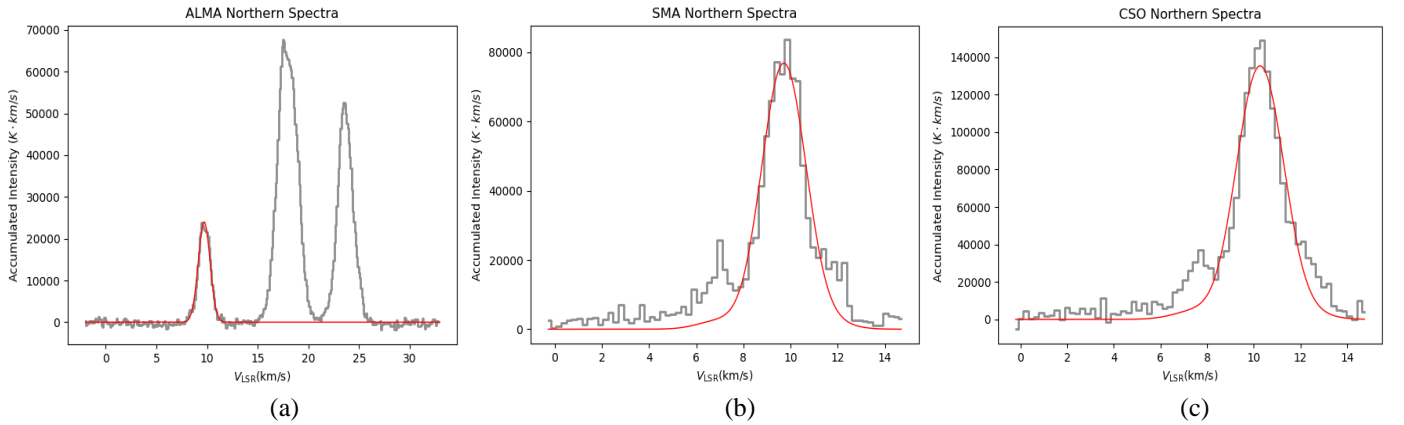 ALMA Northern Spectra
Accumulated Intensity (K · km/s)
70000
60000
50000
40000
30000
20000
10000
0
0 5 10 15 20 25 30
V_LSR(km/s)
(a)
SMA Northern Spectra
Accumulated Intensity (K · km/s)
80000
60000
40000
20000
0
0 2 4 6 8 10 12 14
V_LSR(km/s)
(b)
CSO Northern Spectra
Accumulated Intensity (K · km/s)
140000
120000
100000
80000
60000
40000
20000
0
0 2 4 6 8 10 12 14
V_LSR(km/s)
(c)